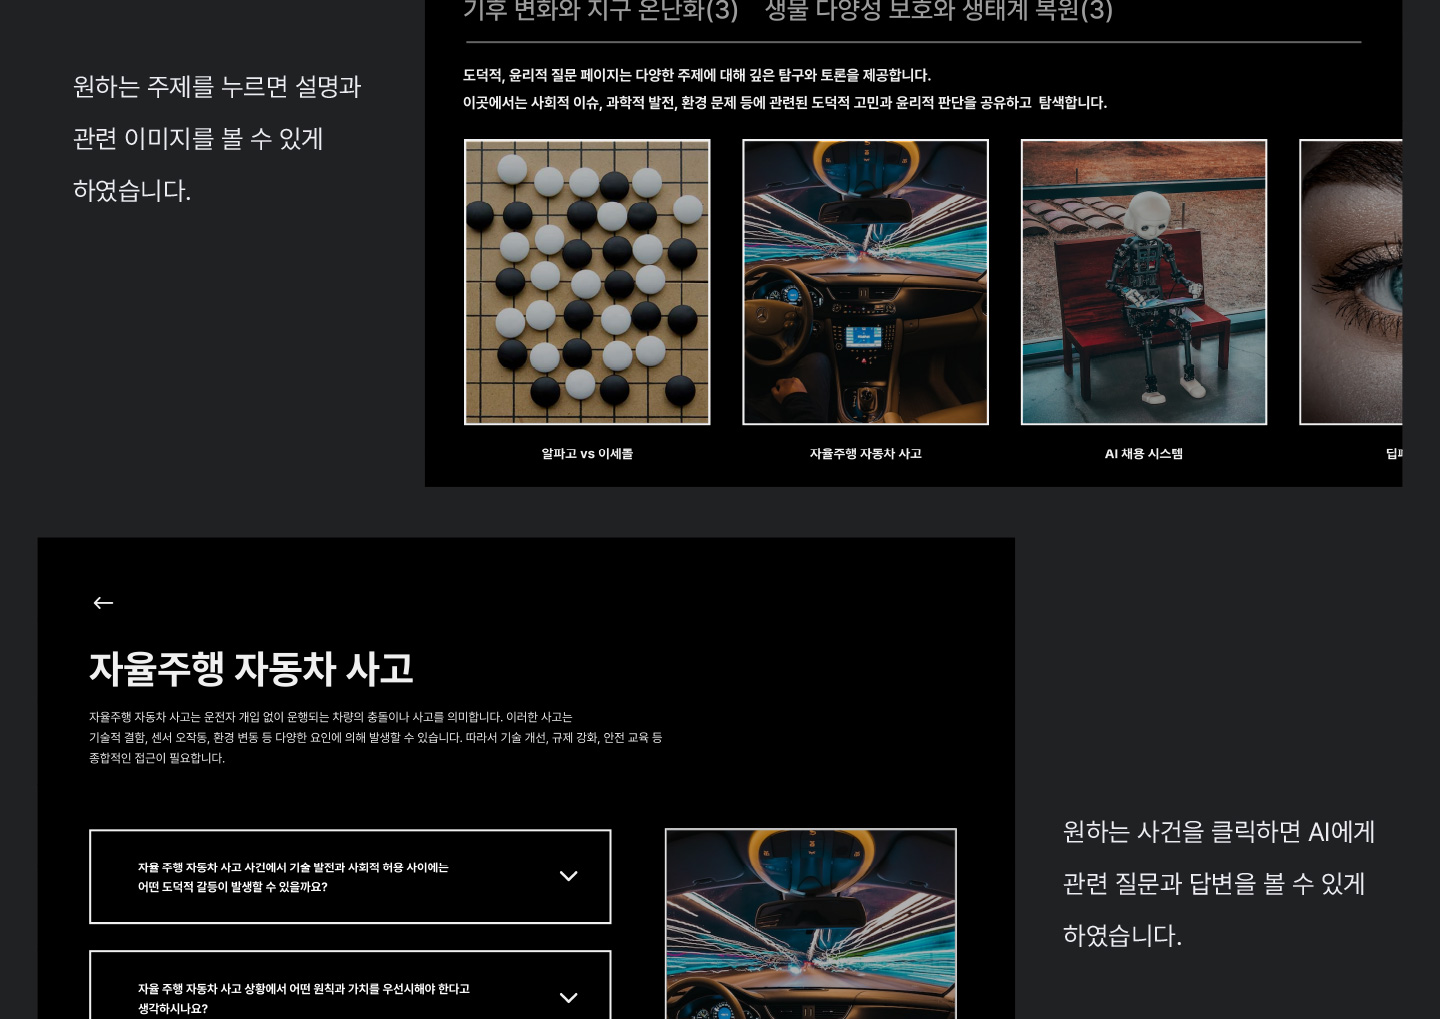 기후 변화와 지구 온난화(3) 생물 다양성 보호와 생태계 복원(3)
원하는 주제를 누르면 설명과
관련 이미지를 볼 수 있게
하였습니다.
도덕적, 윤리적 질문 페이지는 다양한 주제에 대해 깊은 탐구와 토론을 제공합니다.
이곳에서는 사회적 이슈, 과학적 발전, 환경 문제 등에 관련된 도덕적 고민과 윤리적 판단을 공유하고 탐색합니다.
알파고 vs 이세돌
자율주행 자동차 사고
AI 채용 시스템
자율주행 자동차 사고
자율주행 자동차 사고는 운전자 개입 없이 운행되는 차량의 충돌이나 사고를 의미합니다. 이러한 사고는
기술적 결함, 센서 오작동, 환경 변동 등 다양한 요인에 의해 발생할 수 있습니다. 따라서 기술 개선, 규제 강화, 안전 교육 등
종합적인 접근이 필요합니다.
자율 주행 자동차 사고 사건에서 기술 발전과 사회적 허용 사이에는
어떤 도덕적 갈등이 발생할 수 있을까요?
자율 주행 자동차 사고 상황에서 어떤 원칙과 가치를 우선시해야 한다고
생각하시나요?
원하는 사건을 클릭하면 AI에게
관련 질문과 답변을 볼 수 있게
하였습니다.